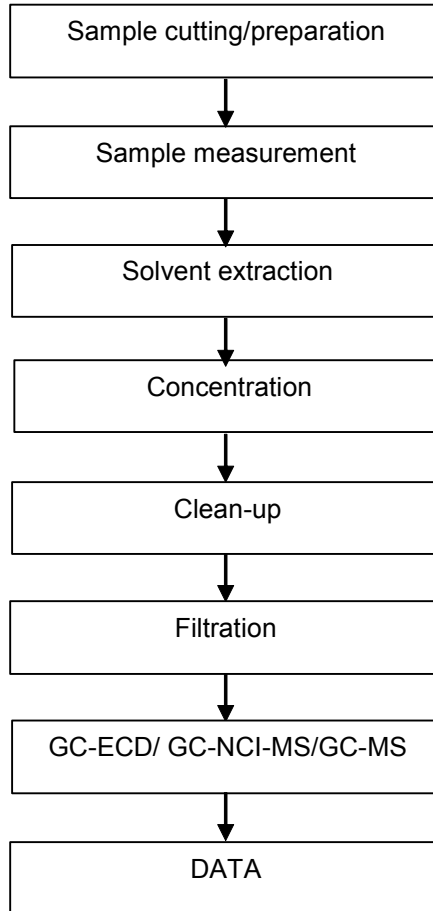 Sample cutting/preparation
Sample measurement
Solvent extraction
Concentration
Clean-up
Filtration
GC-ECD/ GC-NCI-MS/GC-MS
DATA